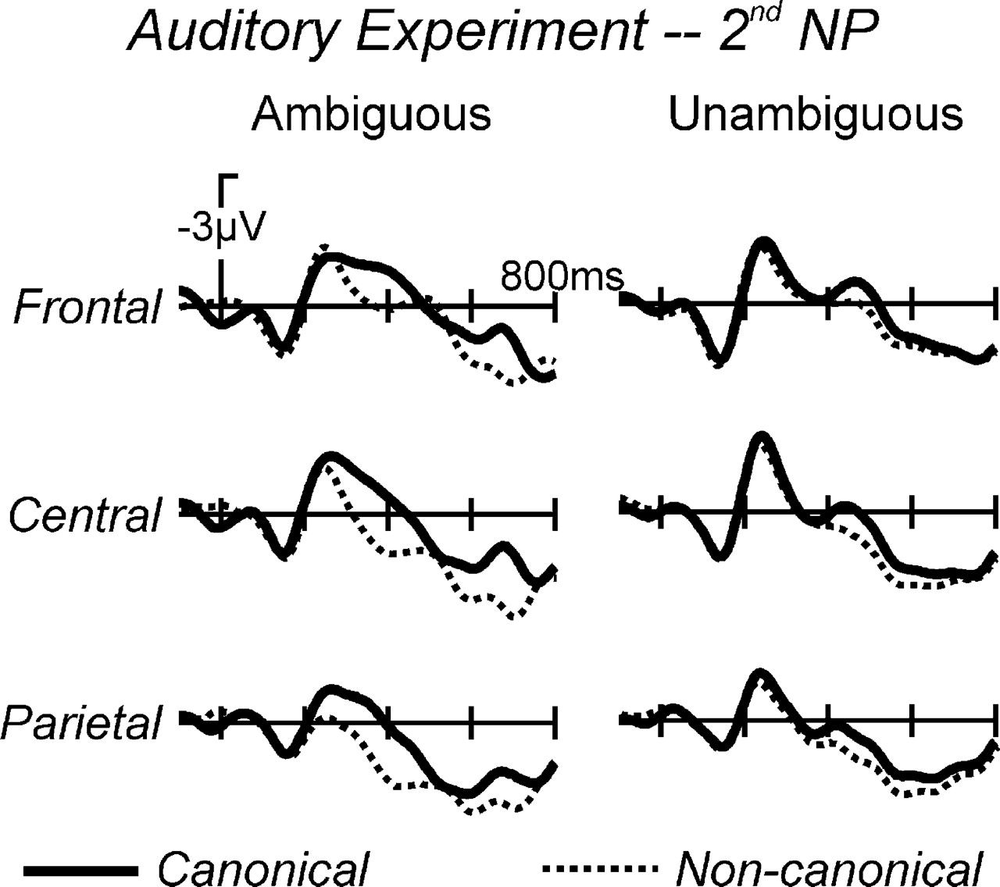 Auditory Experiment -- 2nd NP
Ambiguous
Unambiguous
-3µV
800ms
Frontal
Central
Parietal
Canonical
Non-canonical